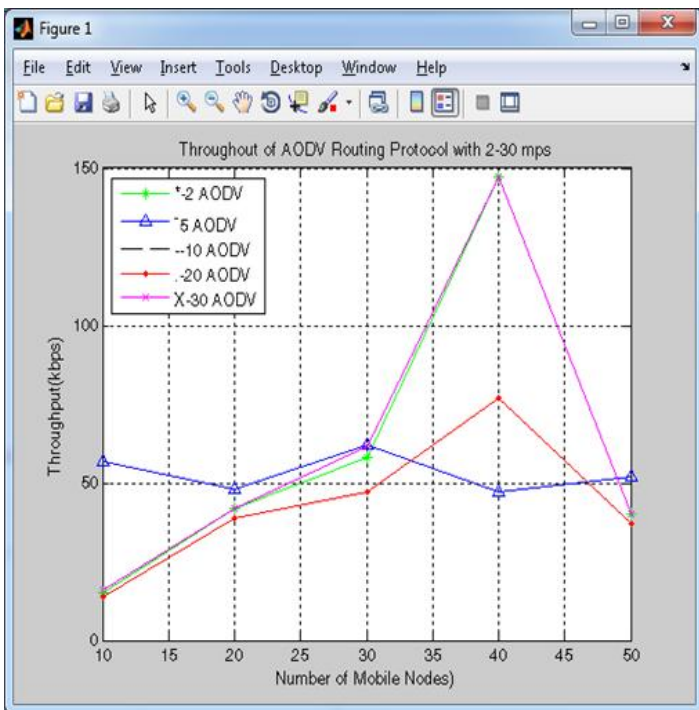 Figure 1
File Edit View Insert Tools Desktop Window Help
Throughout of AODV Routing Protocol with 2-30 mps
150
100
50
0
Throughput(kbps)
*-2 AODV
-5 AODV
--10 AODV
.-20 AODV
X-30 AODV
10 15 20 25 30 35 40 45 50
Number of Mobile Nodes)